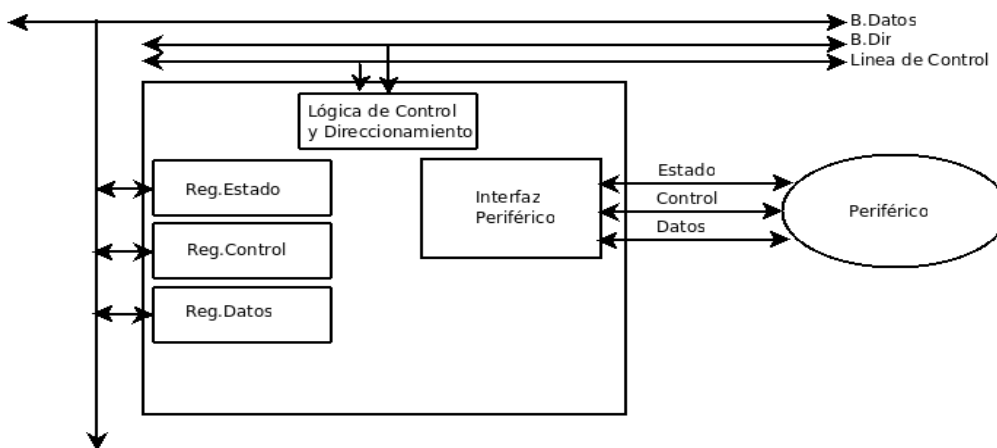 B.Datos
B.Dir
Linea de Control
Lógica de Control
y Direccionamiento
Reg.Estado
Reg.Control
Reg.Datos
Interfaz
Periférico
Estado
Control
Datos
Periférico